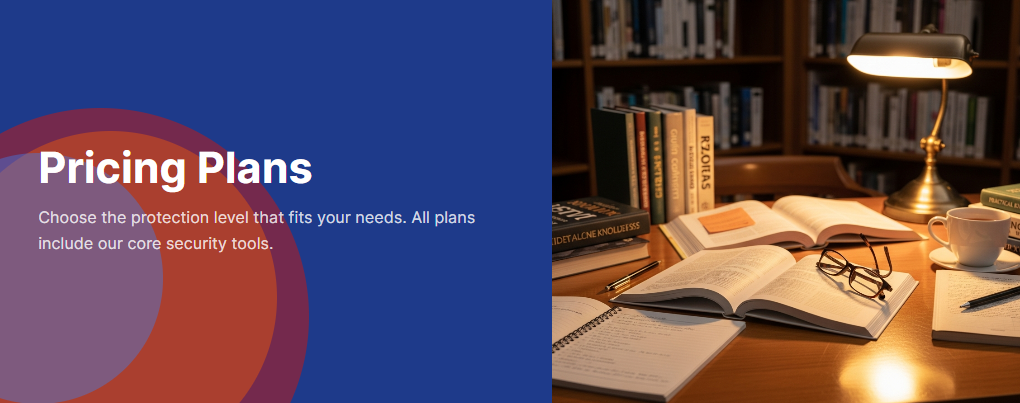 Pricing Plans
Choose the protection level that fits your needs. All plans
include our core security tools.